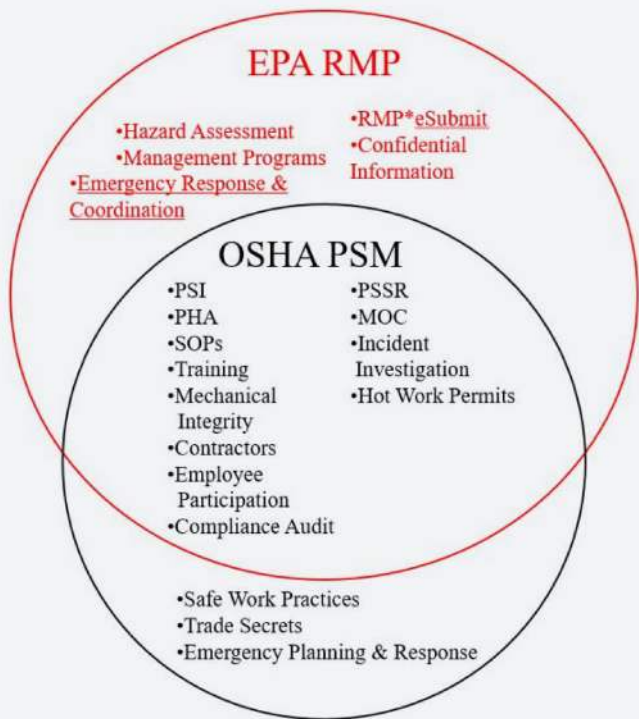 EPA RMP
•Hazard Assessment
•Management Programs
•Emergency Response &
Coordination
•RMP*eSubmit
•Confidential
Information
OSHA PSM
•PSI
•PHA
•SOPs
•Training
•Mechanical
Integrity
•Contractors
•Employee
Participation
•Compliance Audit
•PSSR
•MOC
•Incident
Investigation
•Hot Work Permits
•Safe Work Practices
•Trade Secrets
•Emergency Planning & Response